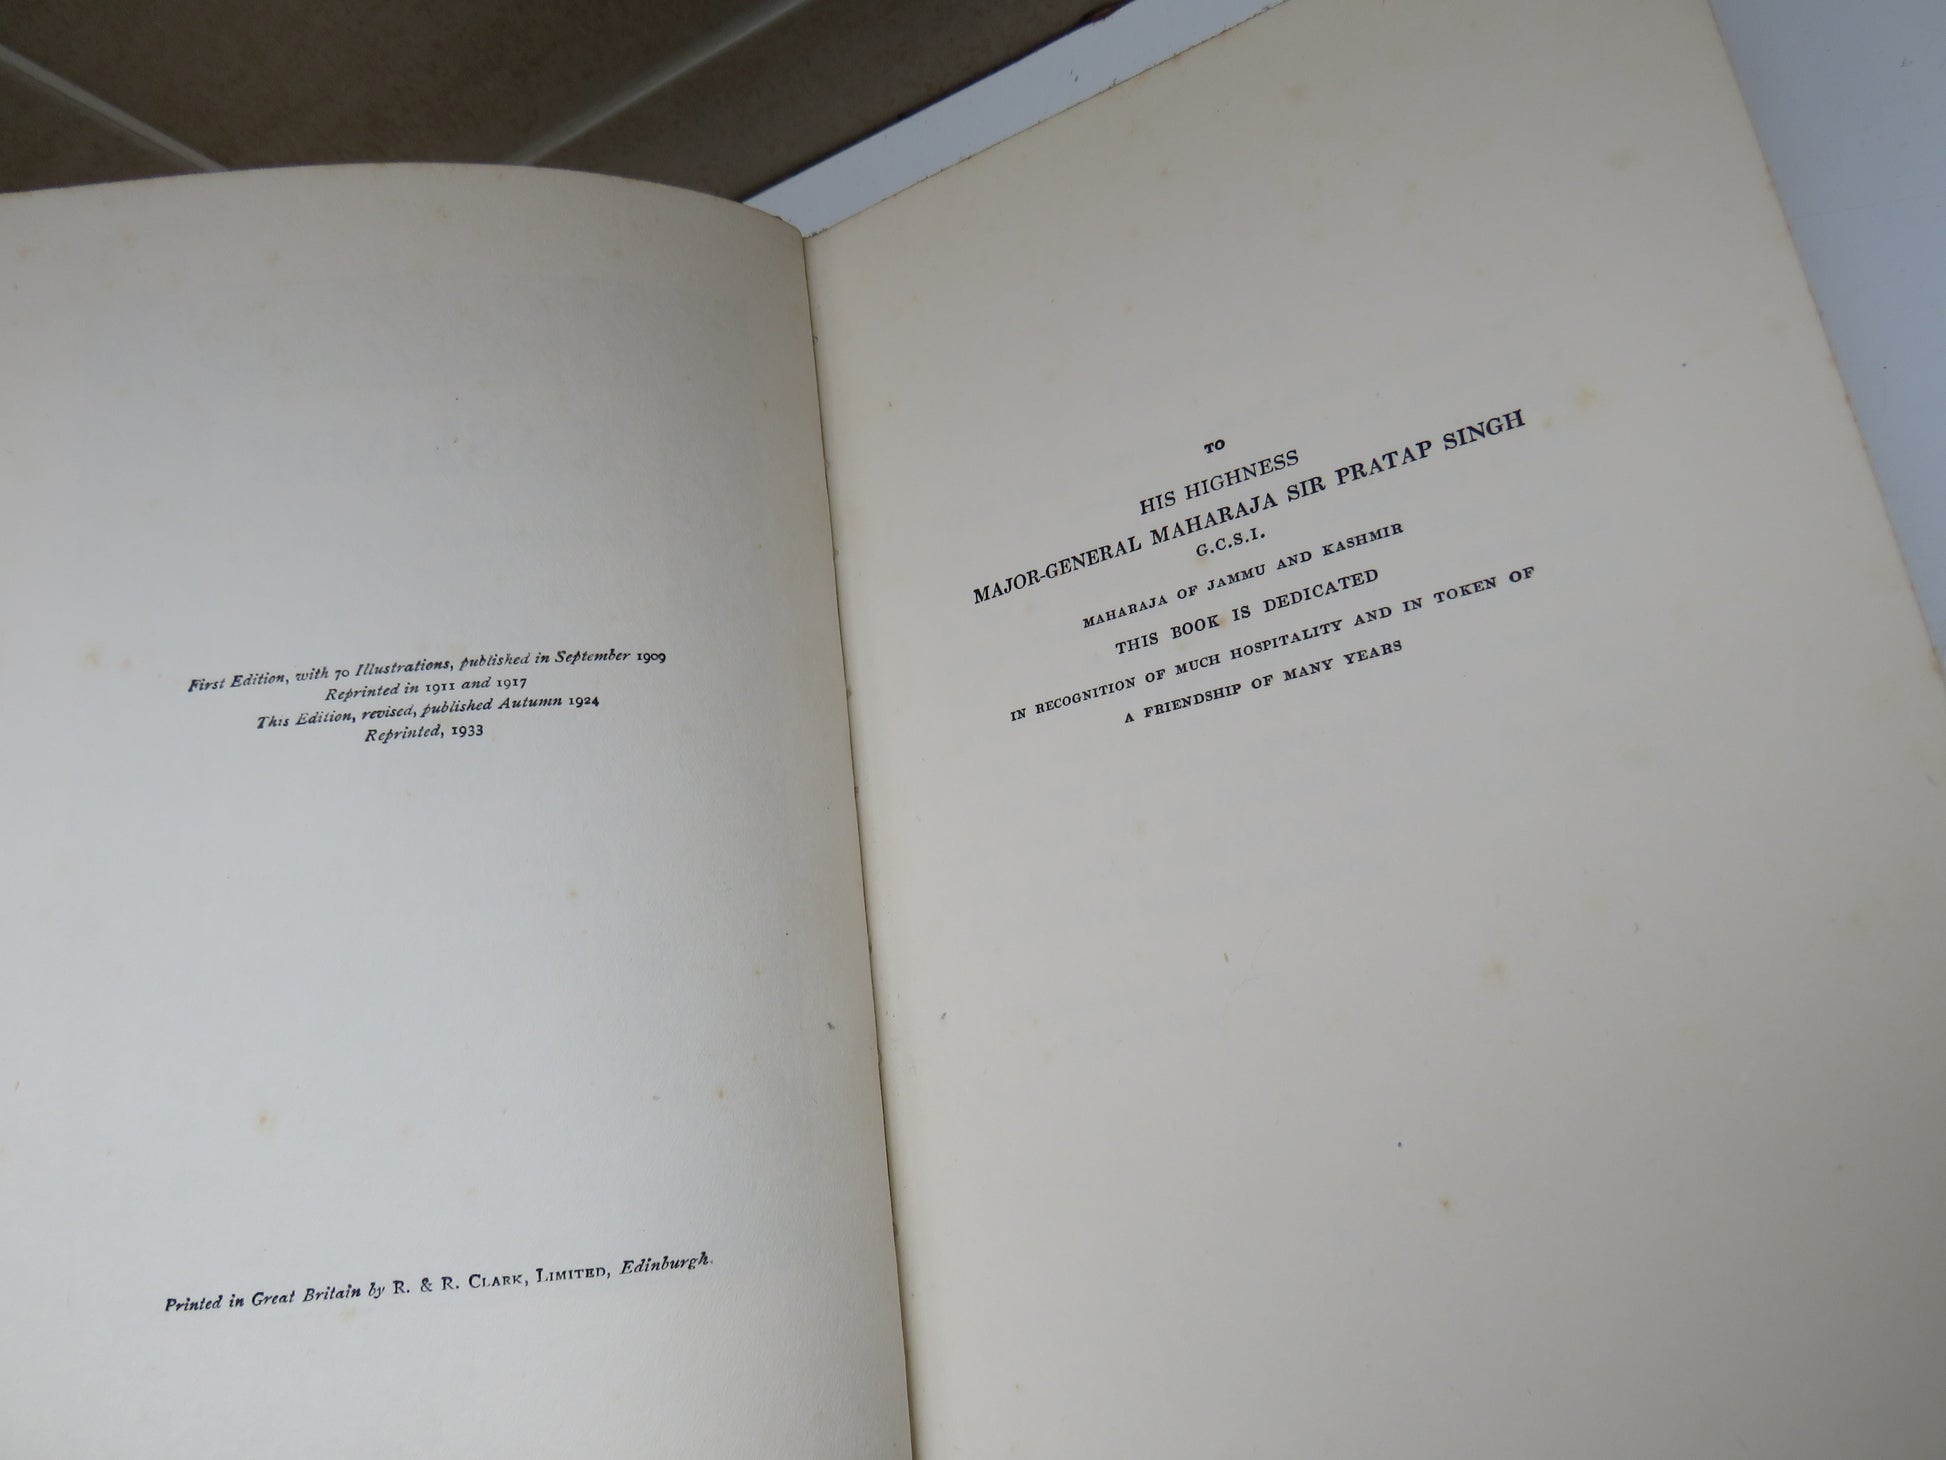 First Edition, with 70 Illustrations, published in September 1909
Reprinted in 1911 and 1917
This Edition, revised, published Autumn 1924
Reprinted, 1933
Printed in Great Britain by R. & R. CLARK, LIMITED, Edinburgh.
TO
HIS HIGHNESS
MAJOR-GENERAL MAHARAJA SIR PRATAP SINGH
G.C.S.I.
MAHARAJA OF JAMMU AND KASHMIR
THIS BOOK IS DEDICATED
IN RECOGNITION OF MUCH HOSPITALITY AND IN TOKEN OF
A FRIENDSHIP OF MANY YEARS